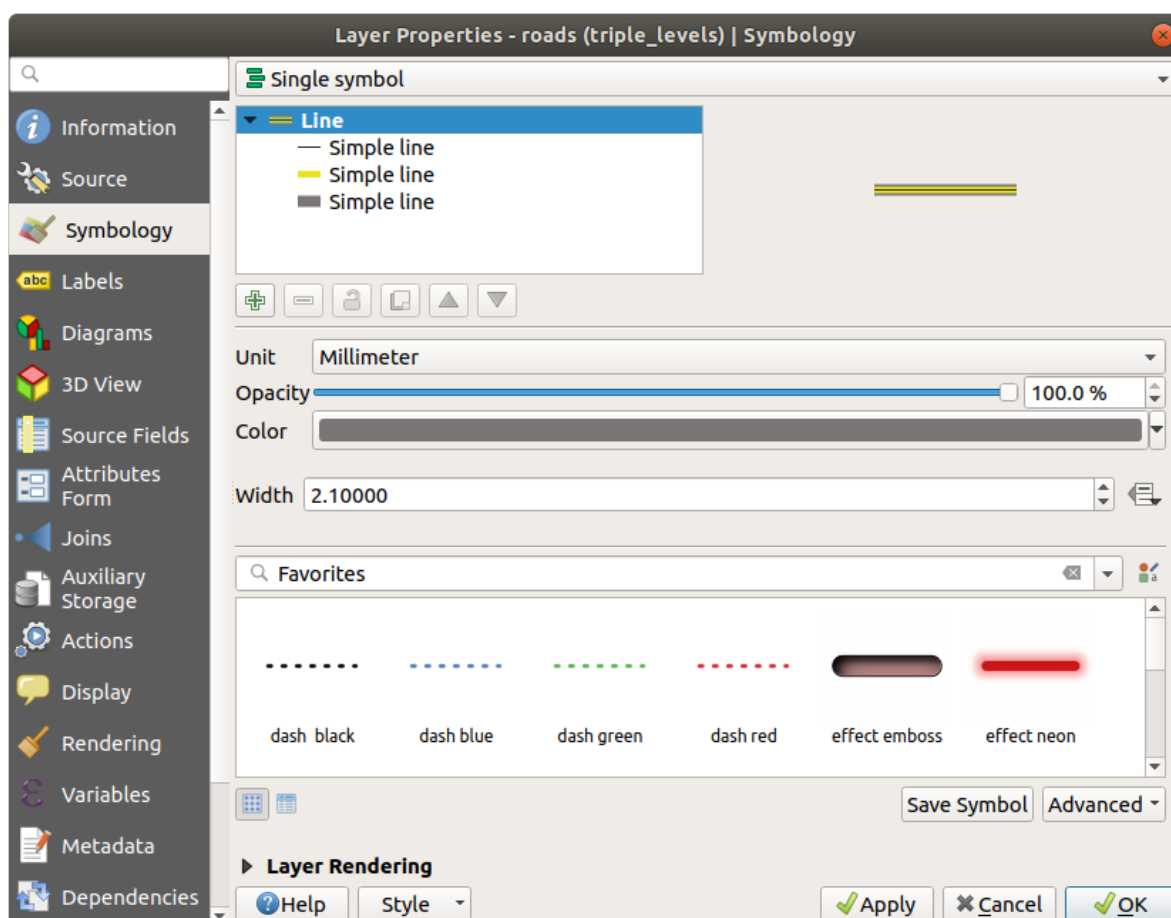 Layer Properties - roads (triple_levels) | Symbology
Information
Source
Symbology
abc Labels
Diagrams
3D View
Source Fields
Attributes
Form
Joins
Auxiliary
Storage
Actions
Display
Rendering
Variables
Metadata
Dependencies
Single symbol
Line
Simple line
Simple line
Simple line
Unit Millimeter
Opacity 100.0 %
Color
Width 2.10000
Favorites
dash black dash blue dash green dash red effect emboss effect neon
Save Symbol Advanced
Layer Rendering
Help Style Apply Cancel OK